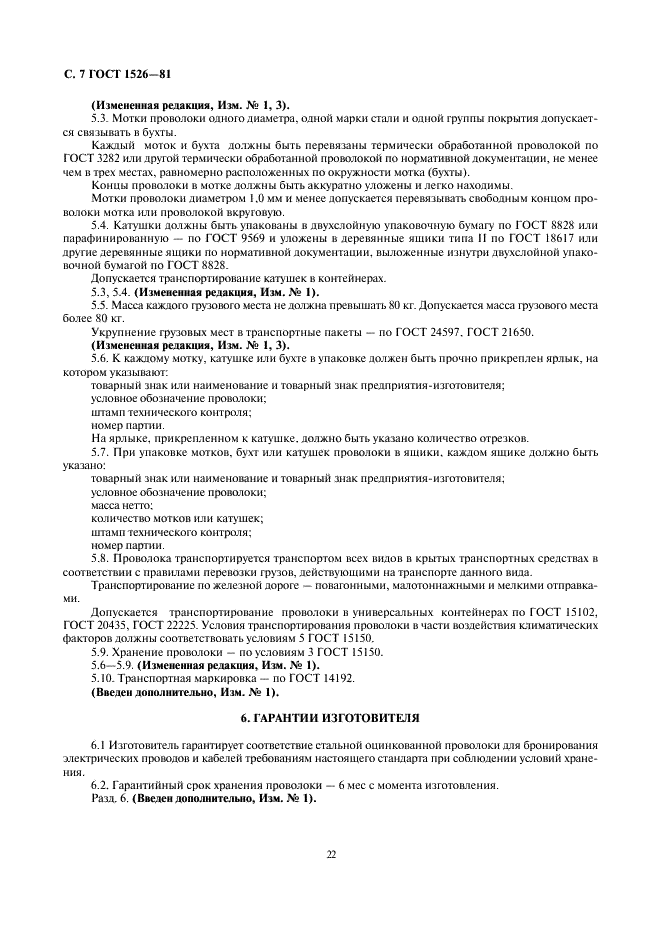 С. 7 ГОСТ 1526—81
(Измененная редакция, Изм. № 1, 3).
5.3. Мотки проволоки одного диаметра, одной марки стали и одной группы покрытия допускает-
ся связывать в бухты.
Каждый моток и бухта должны быть перевязаны термически обработанной проволокой по
ГОСТ 3282 или другой термически обработанной проволокой по нормативной документации, не менее
чем в трех местах, равномерно расположенных по окружности мотка (бухты).
Концы проволоки в мотке должны быть аккуратно уложены и легко находимы.
Мотки проволоки диаметром 1,0 мм и менее допускается перевязывать свободным концом про-
волоки мотка или проволокой вкруговую.
5.4. Катушки должны быть упакованы в двухслойную упаковочную бумагу по ГОСТ 8828 или
парафинированную — по ГОСТ 9569 и уложены в деревянные ящики типа II по ГОСТ 18617 или
другие деревянные ящики по нормативной документации, выложенные изнутри двухслойной упако-
вочной бумагой по ГОСТ 8828.
Допускается транспортирование катушек в контейнерах.
5.3, 5.4. (Измененная редакция, Изм. № 1).
5.5. Масса каждого грузового места не должна превышать 80 кг. Допускается масса грузового места
более 80 кг.
Укрупнение грузовых мест в транспортные пакеты — по ГОСТ 24597, ГОСТ 21650.
(Измененная редакция, Изм. № 1, 3).
5.6. К каждому мотку, катушке или бухте в упаковке должен быть прочно прикреплен ярлык, на
котором указывают:
товарный знак или наименование и товарный знак предприятия-изготовителя;
условное обозначение проволоки;
штамп технического контроля;
номер партии.
На ярлыке, прикрепленном к катушке, должно быть указано количество отрезков.
5.7. При упаковке мотков, бухт или катушек проволоки в ящики, каждом ящике должно быть
указано:
товарный знак или наименование и товарный знак предприятия-изготовителя;
условное обозначение проволоки;
масса нетто;
количество мотков или катушек;
штамп технического контроля;
номер партии.
5.8. Проволока транспортируется транспортом всех видов в крытых транспортных средствах в
соответствии с правилами перевозки грузов, действующими на транспорте данного вида.
Транспортирование по железной дороге — повагонными, малотоннажными и мелкими отправка-
ми.
Допускается транспортирование проволоки в универсальных контейнерах по ГОСТ 15102,
ГОСТ 20435, ГОСТ 22225. Условия транспортирования проволоки в части воздействия климатических
факторов должны соответствовать условиям 5 ГОСТ 15150.
5.9. Хранение проволоки — по условиям 3 ГОСТ 15150.
5.6—5.9. (Измененная редакция, Изм. № 1).
5.10. Транспортная маркировка — по ГОСТ 14192.
(Введен дополнительно, Изм. № 1).
6. ГАРАНТИИ ИЗГОТОВИТЕЛЯ
6.1 Изготовитель гарантирует соответствие стальной оцинкованной проволоки для бронирования
электрических проводов и кабелей требованиям настоящего стандарта при соблюдении условий хране-
ния.
6.2. Гарантийный срок хранения проволоки — 6 мес с момента изготовления.
Разд. 6. (Введен дополнительно, Изм. № 1).
22